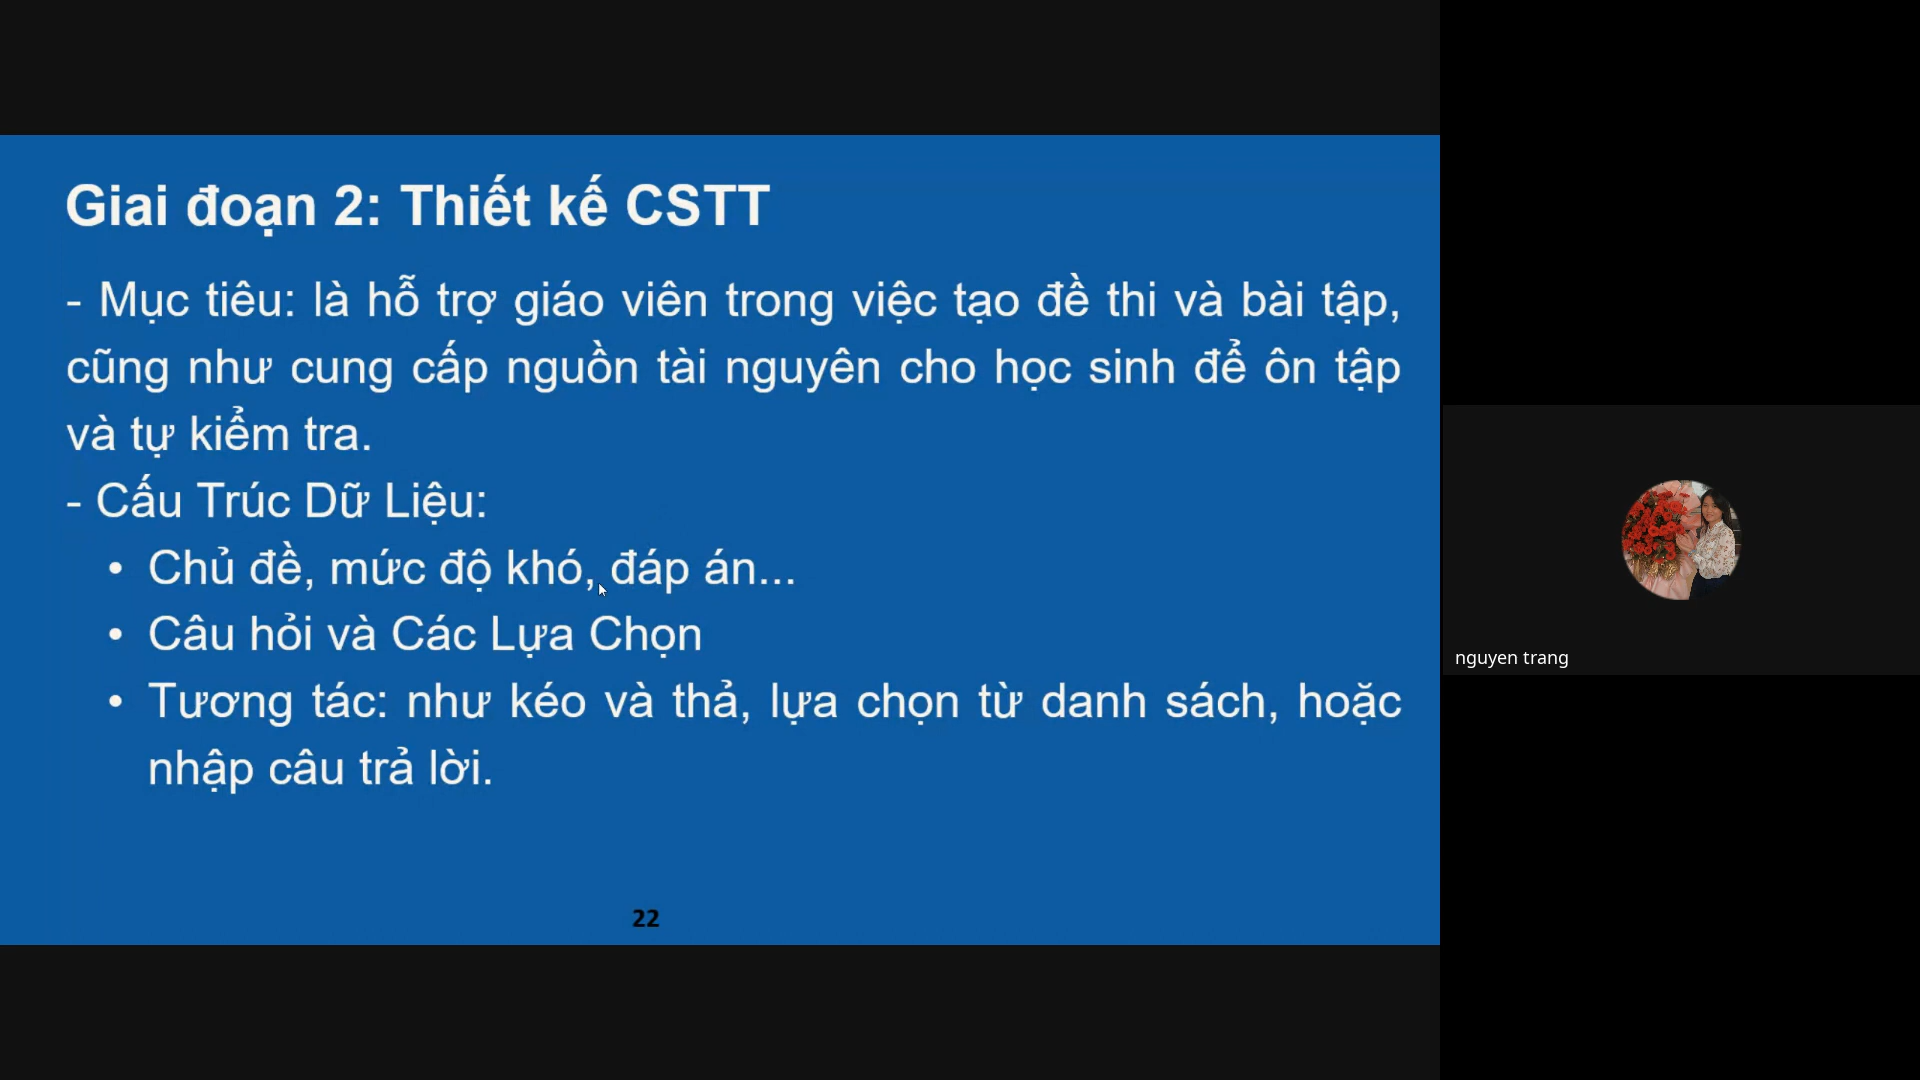 Giai đoạn 2: Thiết kế CSTT
- Mục tiêu: là hỗ trợ giáo viên trong việc tạo đề thi và bài tập,
cũng như cung cấp nguồn tài nguyên cho học sinh để ôn tập
và tự kiểm tra.
- Cấu Trúc Dữ Liệu:
• Chủ đề, mức độ khó, đáp án...
• Câu hỏi và Các Lựa Chọn
• Tương tác: như kéo và thả, lựa chọn từ danh sách, hoặc
nhập câu trả lời.
22
nguyen trang